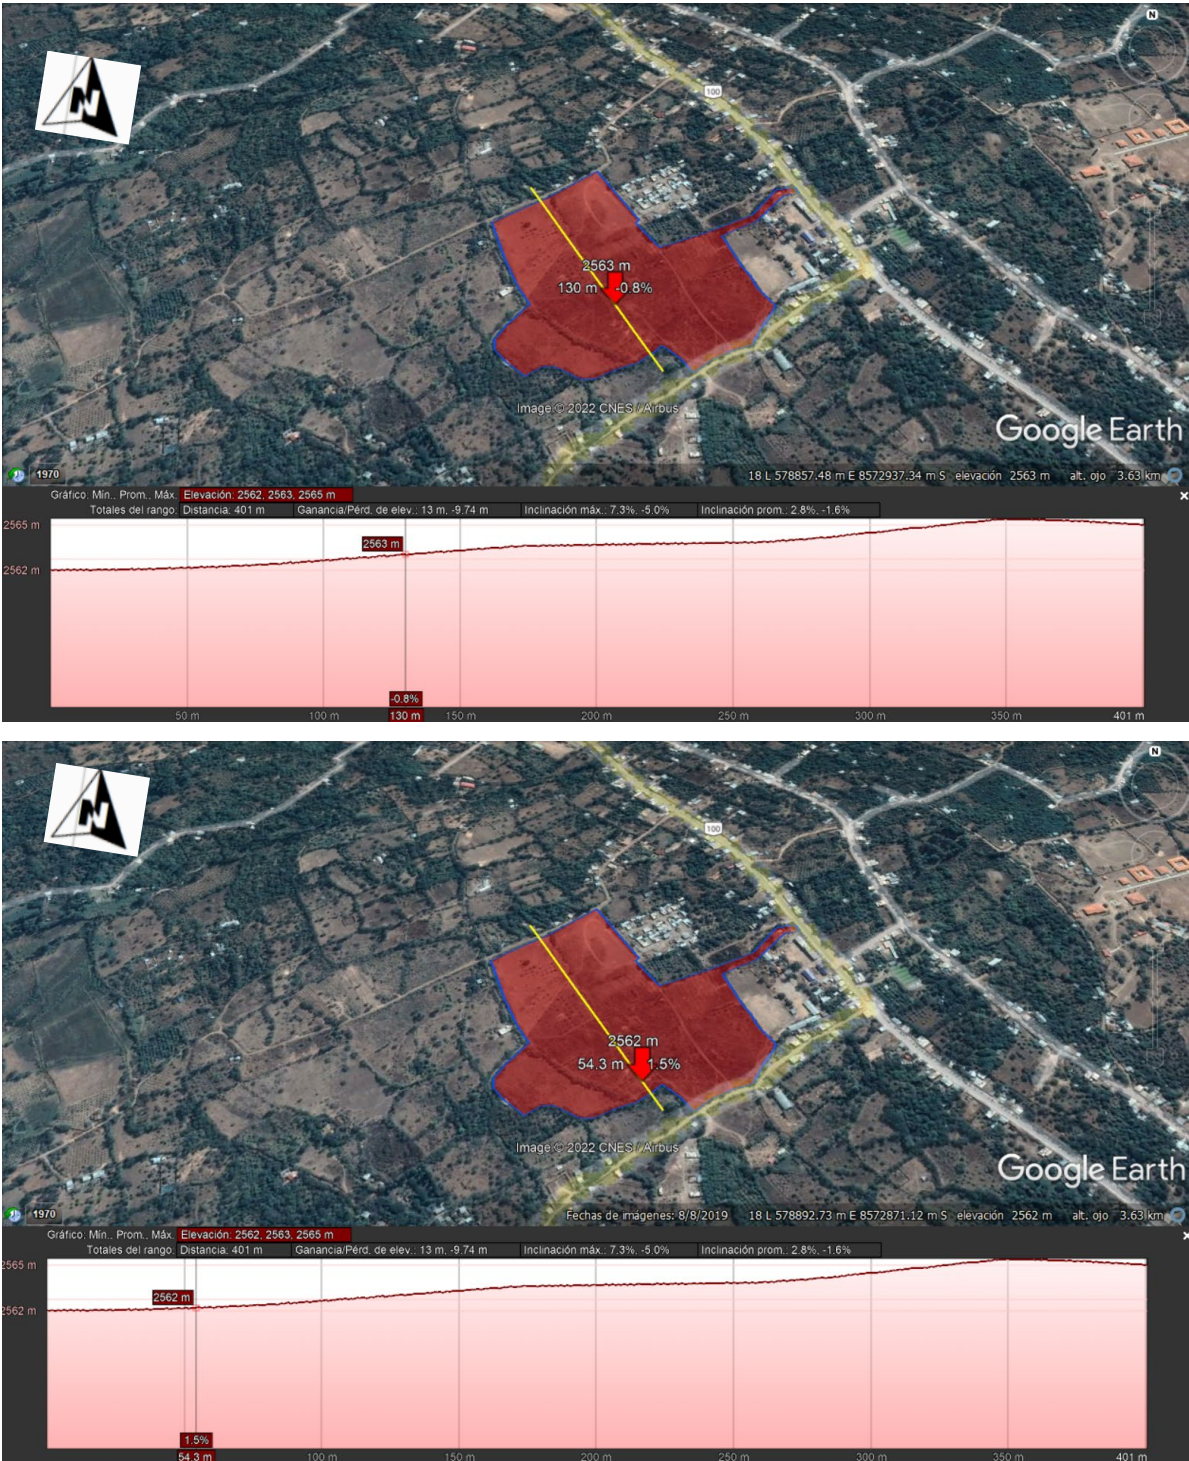 N
N
100
2563 m
130 m -0.8%
Image © 2022 CNES / Airbus
Google Earth
1970
18 L 578857.48 m E 8572937.34 m S elevación 2563 m alt. ojo 3.63 km
Gráfico: Mín., Prom., Máx. Elevación: 2562, 2563, 2565 m
Totales del rango: Distancia: 401 m Ganancia/Pérd. de elev.: 13 m, -9.74 m Inclinación máx.: 7.3%, -5.0% Inclinación prom.: 2.8%, -1.6%
2565 m
2563 m
2562 m
-0.8%
50 m 100 m 130 m 150 m 200 m 250 m 300 m 350 m 401 m
N
N
100
2562 m
54.3 m 1.5%
Image © 2022 CNES / Airbus
Google Earth
1970
Fechas de imágenes: 8/8/2019 18 L 578892.73 m E 8572871.12 m S elevación 2562 m alt. ojo 3.63 km
Gráfico: Mín., Prom., Máx. Elevación: 2562, 2563, 2565 m
Totales del rango: Distancia: 401 m Ganancia/Pérd. de elev.: 13 m, -9.74 m Inclinación máx.: 7.3%, -5.0% Inclinación prom.: 2.8%, -1.6%
2565 m
2562 m
2562 m
1.5%
54.3 m 100 m 150 m 200 m 250 m 300 m 350 m 401 m